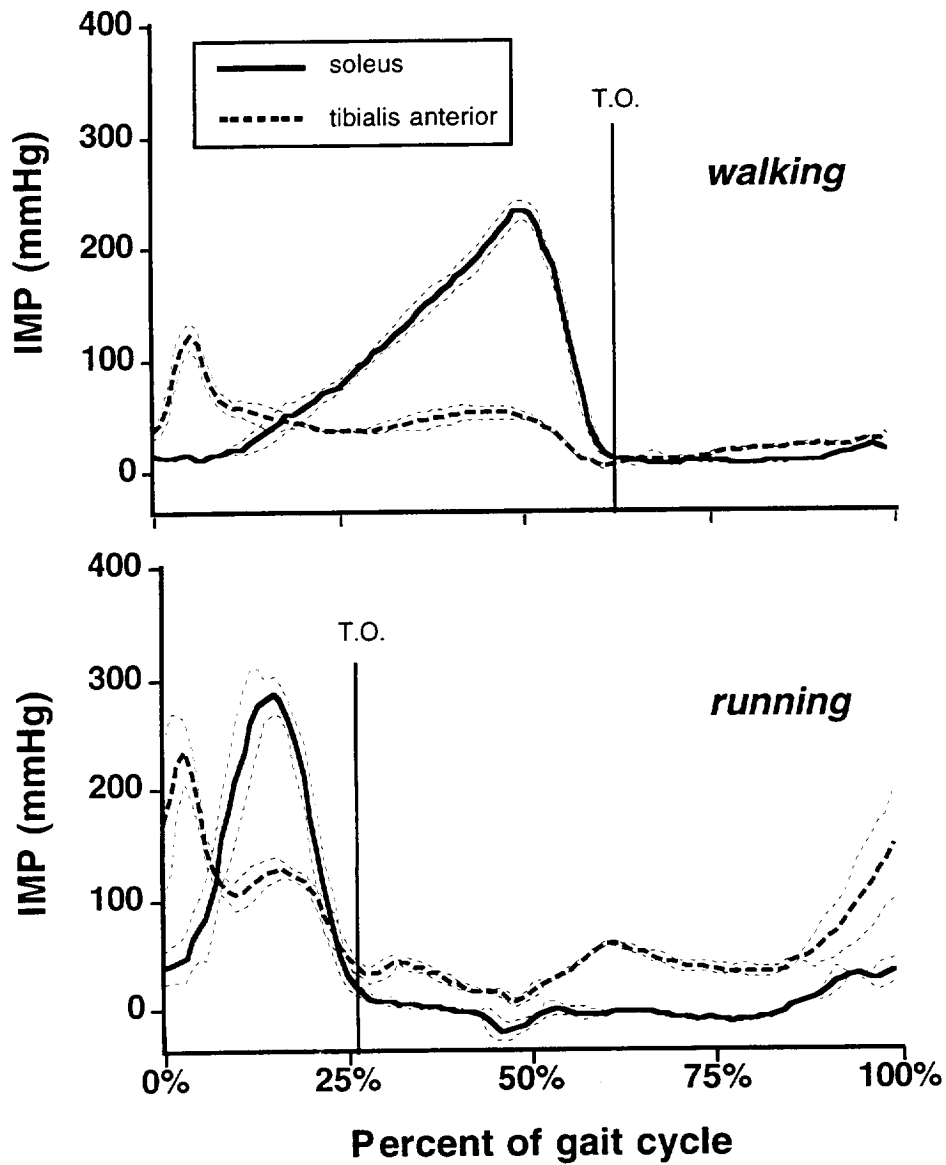 400
300
200
100
0
IMP (mmHg)
soleus
tibialis anterior
T.O.
walking
400
300
200
100
0
IMP (mmHg)
T.O.
running
0%
25%
50%
75%
100%
Percent of gait cycle